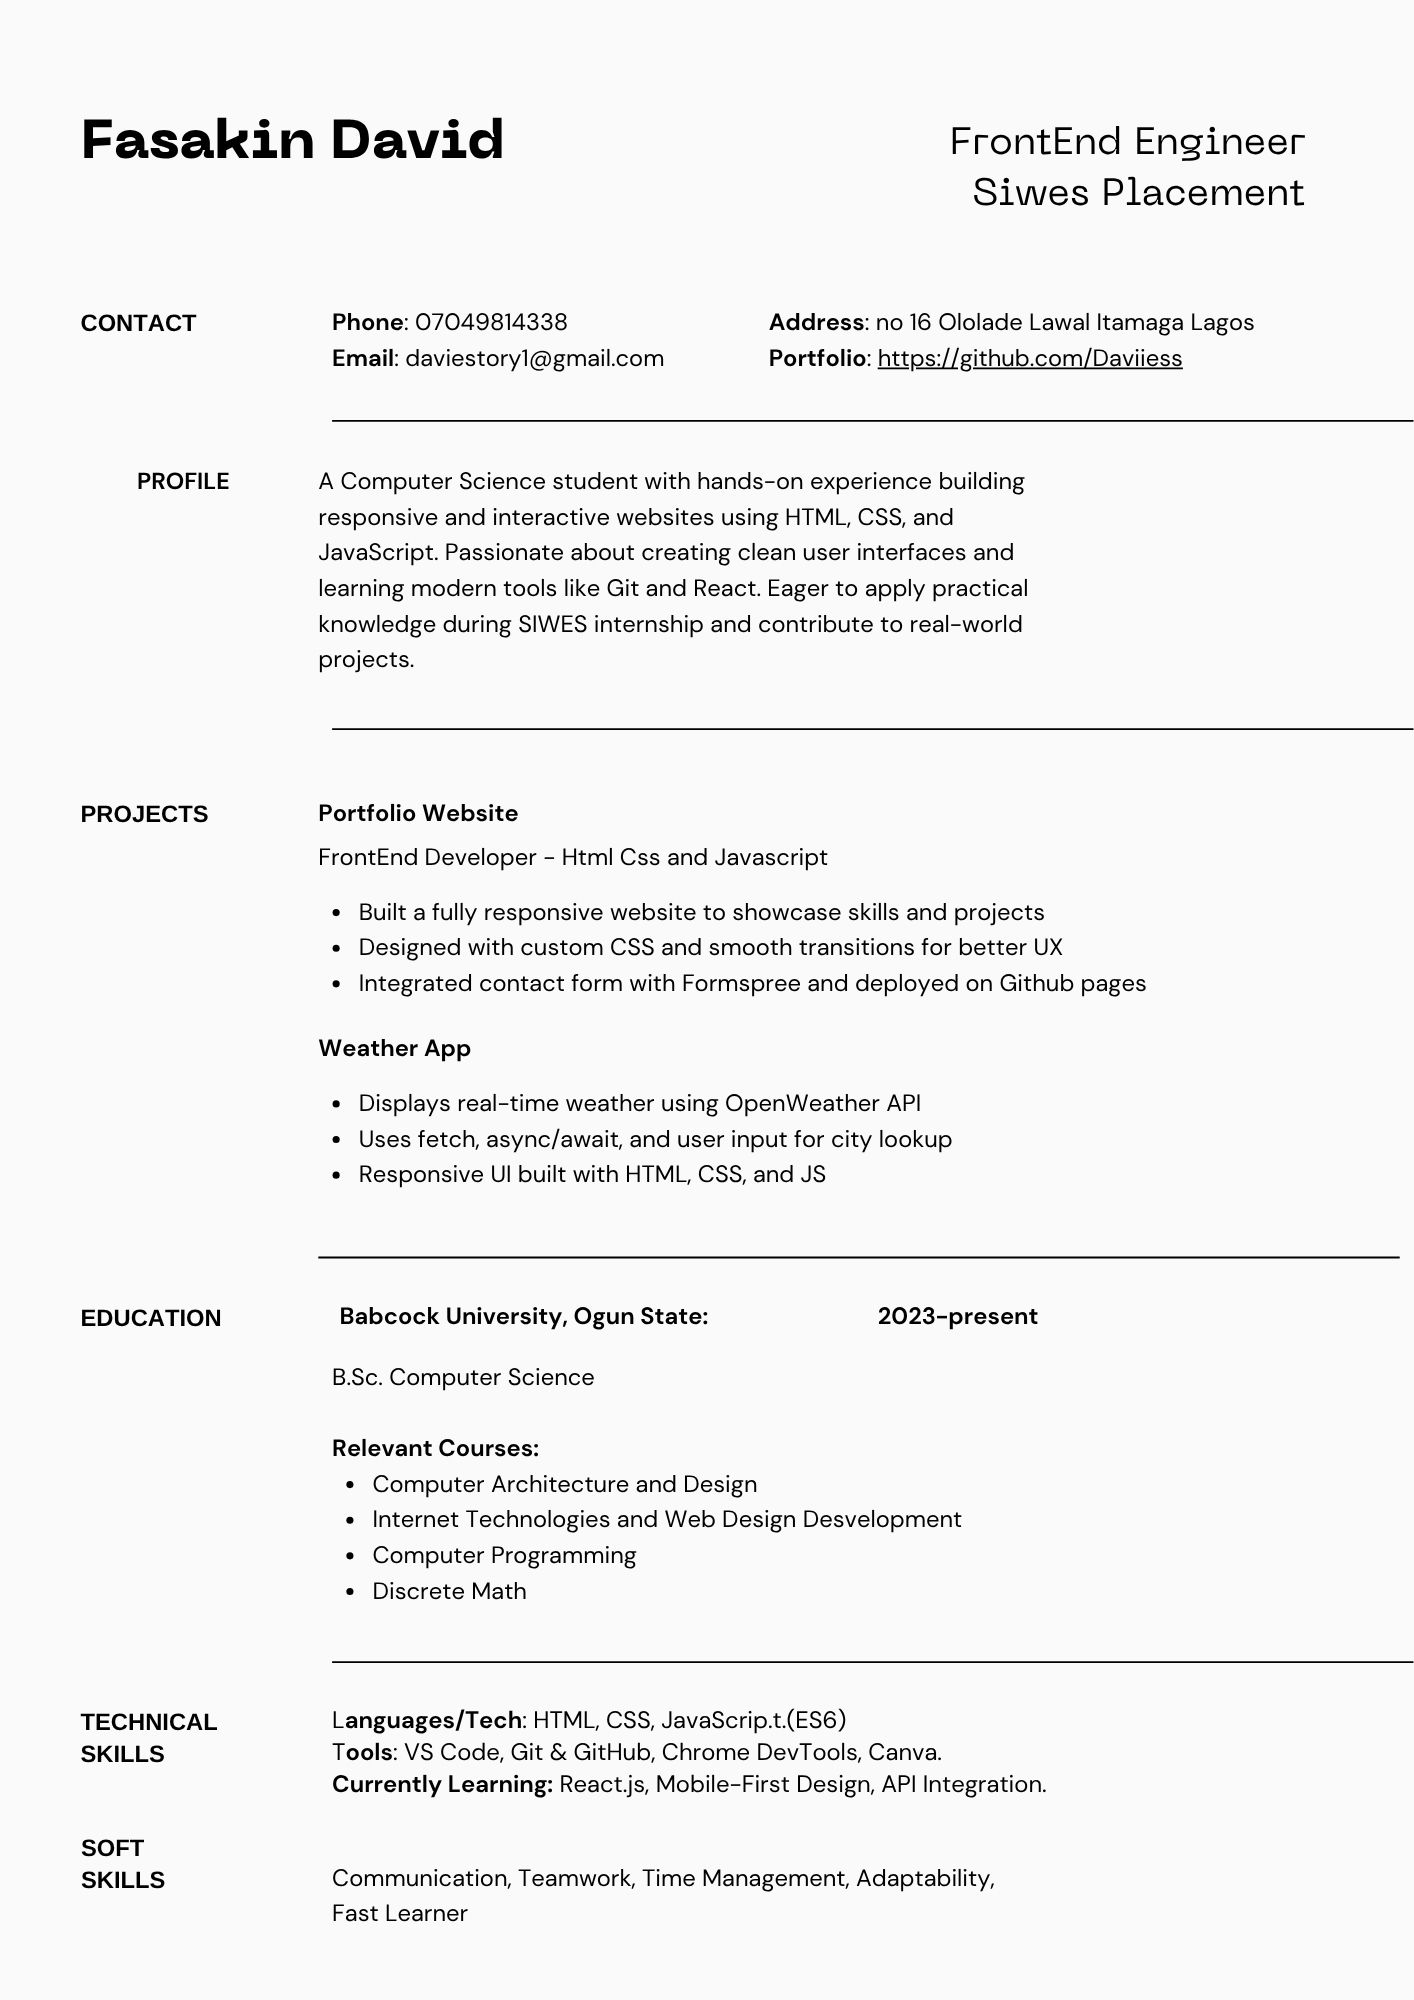 Fasakin David
FrontEnd Engineer
Siwes Placement
CONTACT
Phone: 07049814338
Address: no 16 Ololade Lawal Itamaga Lagos
Email: daviestory1@gmail.com
Portfolio: https://github.com/Daviiess
PROFILE
A Computer Science student with hands-on experience building
responsive and interactive websites using HTML, CSS, and
JavaScript. Passionate about creating clean user interfaces and
learning modern tools like Git and React. Eager to apply practical
knowledge during SIWES internship and contribute to real-world
projects.
PROJECTS
Portfolio Website
FrontEnd Developer - Html Css and Javascript
• Built a fully responsive website to showcase skills and projects
• Designed with custom CSS and smooth transitions for better UX
• Integrated contact form with Formspree and deployed on Github pages
Weather App
• Displays real-time weather using OpenWeather API
• Uses fetch, async/await, and user input for city lookup
• Responsive UI built with HTML, CSS, and JS
EDUCATION
Babcock University, Ogun State: 2023-present
B.Sc. Computer Science
Relevant Courses:
• Computer Architecture and Design
• Internet Technologies and Web Design Desvelopment
• Computer Programming
• Discrete Math
TECHNICAL
SKILLS
Languages/Tech: HTML, CSS, JavaScrip.t.(ES6)
Tools: VS Code, Git & GitHub, Chrome DevTools, Canva.
Currently Learning: React.js, Mobile-First Design, API Integration.
SOFT
SKILLS
Communication, Teamwork, Time Management, Adaptability,
Fast Learner